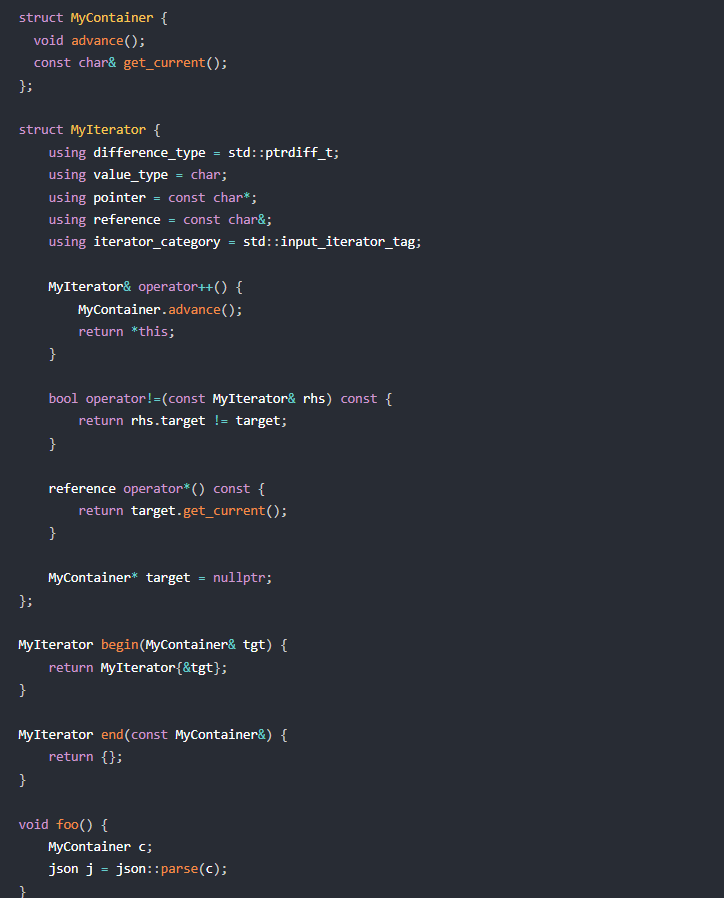 struct MyContainer {
  void advance();
  const char& get_current();
};

struct MyIterator {
    using difference_type = std::ptrdiff_t;
    using value_type = char;
    using pointer = const char*;
    using reference = const char&;
    using iterator_category = std::input_iterator_tag;

    MyIterator& operator++() {
        MyContainer.advance();
        return *this;
    }

    bool operator!=(const MyIterator& rhs) const {
        return rhs.target != target;
    }

    reference operator*() const {
        return target.get_current();
    }

    MyContainer* target = nullptr;
};

MyIterator begin(MyContainer& tgt) {
    return MyIterator{&tgt};
}

MyIterator end(const MyContainer&) {
    return {};
}

void foo() {
    MyContainer c;
    json j = json::parse(c);
}